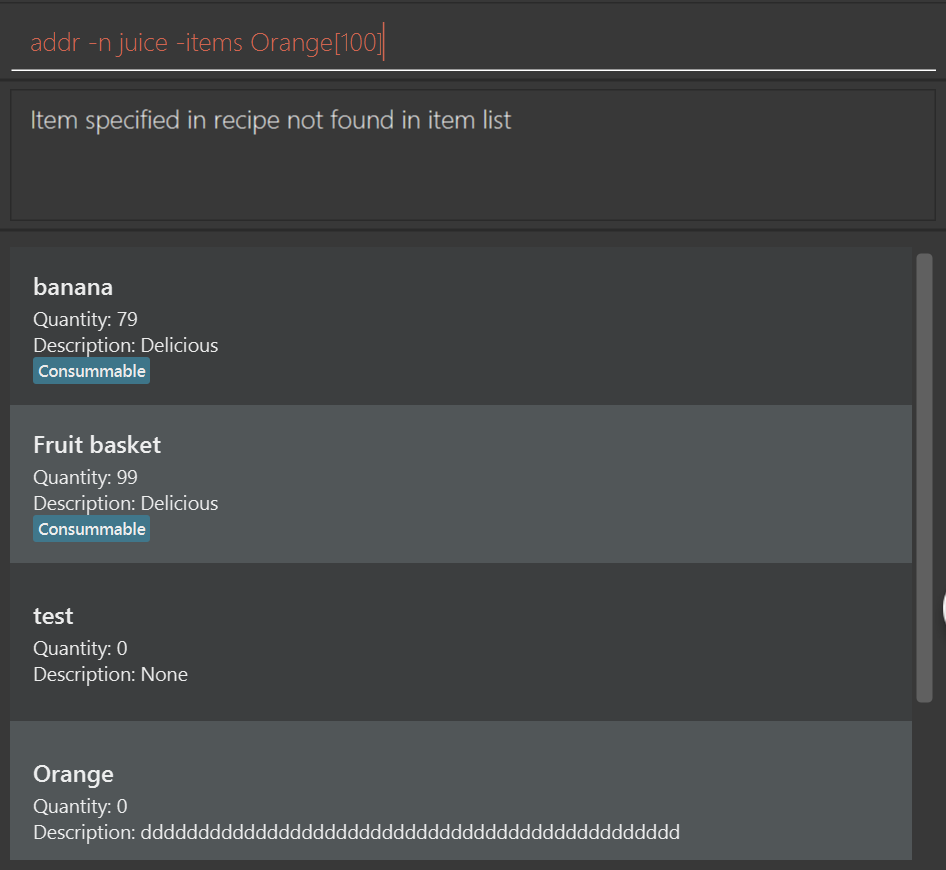 addr -n juice -items Orange[100]
Item specified in recipe not found in item list
banana
Quantity: 79
Description: Delicious
Consummable
Fruit basket
Quantity: 99
Description: Delicious
Consummable
test
Quantity: 0
Description: None
Orange
Quantity: 0
Description: ddddddddddddddddddddddddddddddddddddddddddddddd